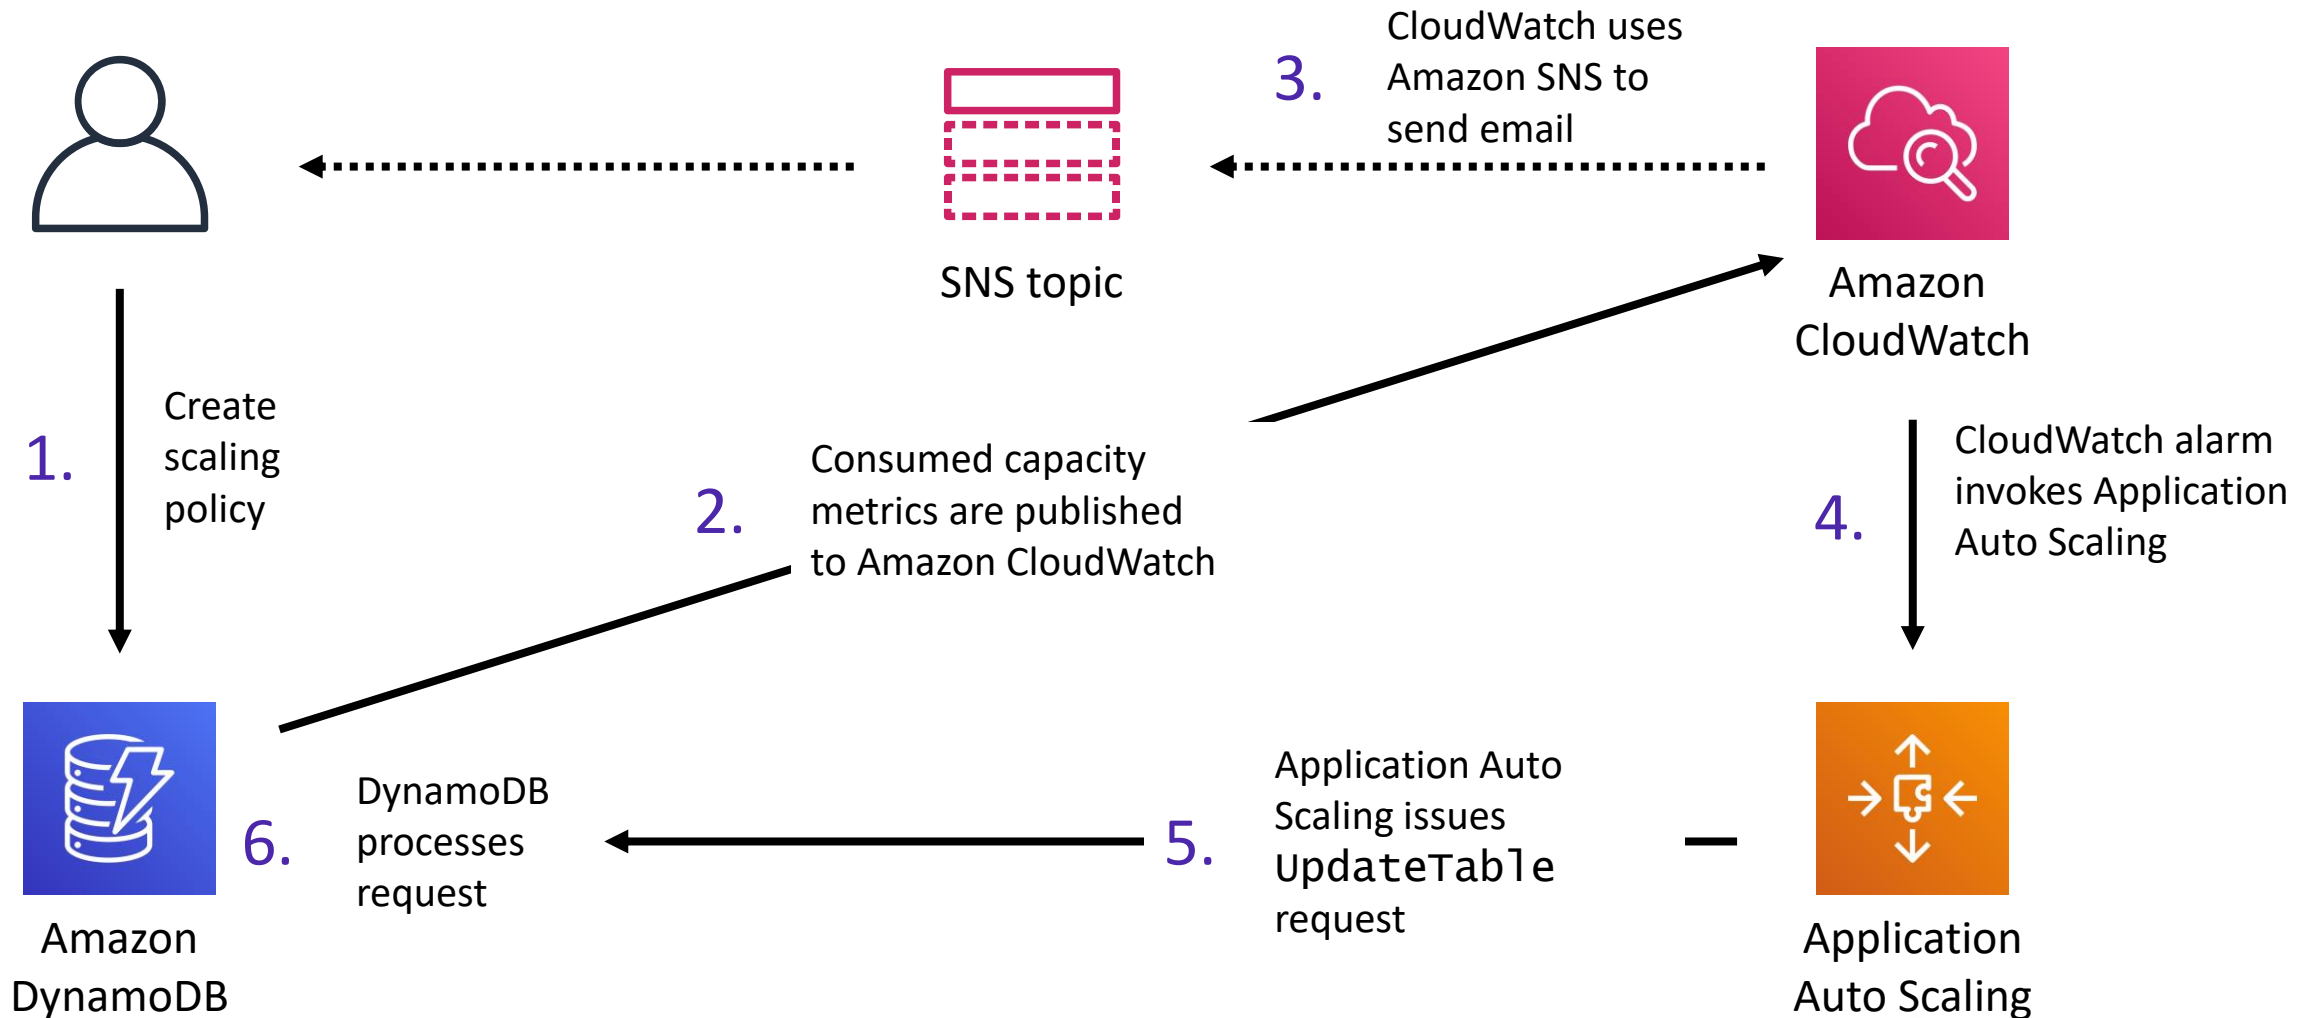 3.
CloudWatch uses
Amazon SNS to
send email
SNS topic
Amazon
CloudWatch
1.
Create
scaling
policy
2.
Consumed capacity
metrics are published
to Amazon CloudWatch
4.
CloudWatch alarm
invokes Application
Auto Scaling
6.
DynamoDB
processes
request
5.
Application Auto
Scaling issues
UpdateTable
request
Amazon
DynamoDB
Application
Auto Scaling